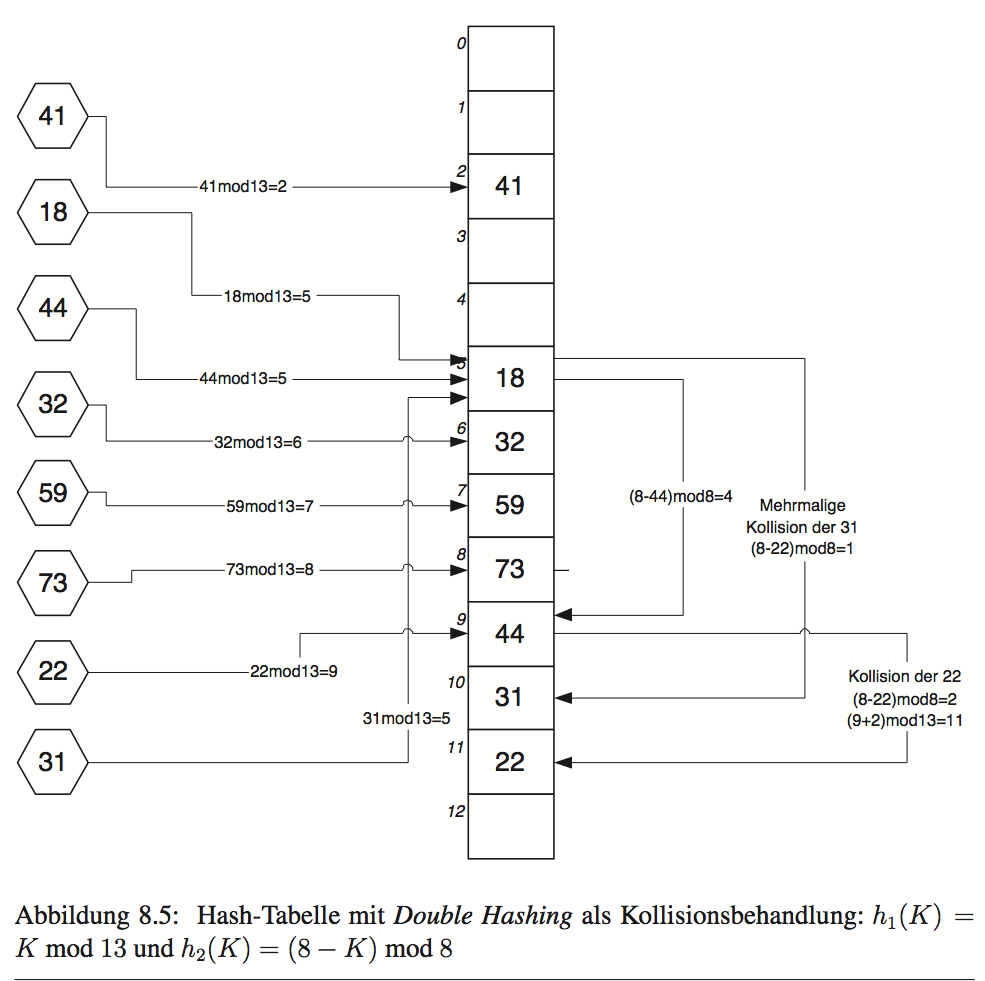 41
18
44
32
59
73
22
31
41mod13=2
18mod13=5
44mod13=5
32mod13=6
59mod13=7
73mod13=8
22mod13=9
31mod13=5
0
1
2
41
3
4
5
18
6
32
7
59
8
73
9
44
10
31
11
22
12
(8-44)mod8=4
Mehrmalige
Kollision der 31
(8-22)mod8=1
Kollision der 22
(8-22)mod8=2
(9+2)mod13=11
Abbildung 8.5: Hash-Tabelle mit Double Hashing als Kollisionsbehandlung: h₁(K) =
K mod 13 und h₂(K) = (8 − K) mod 8